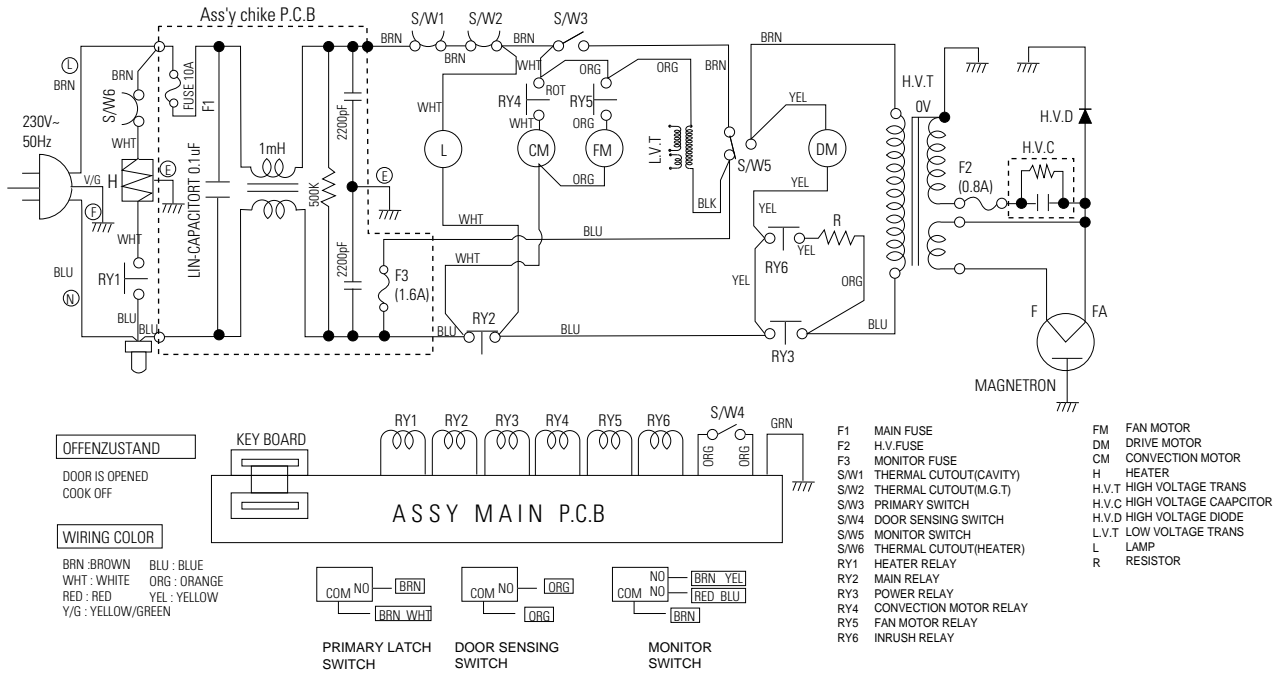 Ass'y chike P.C.B
S/W1
S/W2
S/W3
BRN
BRN
BRN
BRN
BRN
L
BRN
BRN
S/W6
FUSE 10A
F1
WHT
WHT
ORG
ORG
ROT
RY4
RY5
WHT
ORG
BRN
YEL
H.V.T
0V
H.V.D
H.V.C
230V~
50Hz
WHT
LIN-CAPACITORT 0.1uF
1mH
2200pF
L
CM
FM
L.V.T
S/W5
DM
F2
(0.8A)
V/G
H
E
500K
E
ORG
BLK
YEL
F
WHT
WHT
BLU
YEL
R
BLU
RY1
2200pF
F3
(1.6A)
WHT
WHT
RY6
YEL
YEL
ORG
N
BLU
BLU
RY2
BLU
BLU
RY3
BLU
F
FA
MAGNETRON
OFFENZUSTAND
DOOR IS OPENED
COOK OFF
KEY BOARD
RY1
RY2
RY3
RY4
RY5
RY6
S/W4
ORG
ORG
GRN
ASSY MAIN P.C.B
WIRING COLOR
BRN :BROWN BLU : BLUE
WHT : WHITE ORG : ORANGE
RED : RED YEL : YELLOW
Y/G : YELLOW/GREEN
COM NO BRN
BRN WHT
PRIMARY LATCH
SWITCH
COM NO ORG
ORG
DOOR SENSING
SWITCH
NO BRN YEL
COM NO RED BLU
BRN
MONITOR
SWITCH
F1 MAIN FUSE
F2 H.V.FUSE
F3 MONITOR FUSE
S/W1 THERMAL CUTOUT(CAVITY)
S/W2 THERMAL CUTOUT(M.G.T)
S/W3 PRIMARY SWITCH
S/W4 DOOR SENSING SWITCH
S/W5 MONITOR SWITCH
S/W6 THERMAL CUTOUT(HEATER)
RY1 HEATER RELAY
RY2 MAIN RELAY
RY3 POWER RELAY
RY4 CONVECTION MOTOR RELAY
RY5 FAN MOTOR RELAY
RY6 INRUSH RELAY
FM FAN MOTOR
DM DRIVE MOTOR
CM CONVECTION MOTOR
H HEATER
H.V.T HIGH VOLTAGE TRANS
H.V.C HIGH VOLTAGE CAAPCITOR
H.V.D HIGH VOLTAGE DIODE
L.V.T LOW VOLTAGE TRANS
L LAMP
R RESISTOR